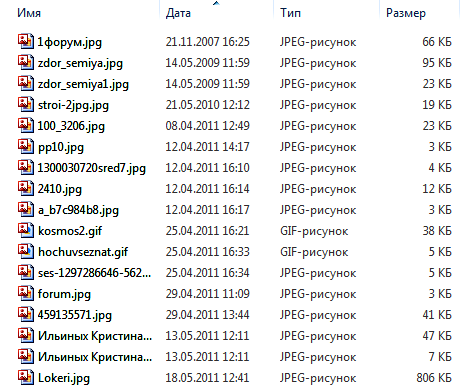 Имя Дата Тип Размер
1форум.jpg 21.11.2007 16:25 JPEG-рисунок 66 КБ
zdor_semiya.jpg 14.05.2009 11:59 JPEG-рисунок 95 КБ
zdor_semiya1.jpg 14.05.2009 11:59 JPEG-рисунок 23 КБ
stroi-2jpg.jpg 21.05.2010 12:12 JPEG-рисунок 19 КБ
100_3206.jpg 08.04.2011 12:49 JPEG-рисунок 23 КБ
pp10.jpg 12.04.2011 14:17 JPEG-рисунок 3 КБ
1300030720sred7.jpg 12.04.2011 16:10 JPEG-рисунок 4 КБ
2410.jpg 12.04.2011 16:14 JPEG-рисунок 12 КБ
a_b7c984b8.jpg 12.04.2011 16:17 JPEG-рисунок 3 КБ
kosmos2.gif 25.04.2011 16:21 GIF-рисунок 38 КБ
hochuvseznat.gif 25.04.2011 16:33 GIF-рисунок 5 КБ
ses-1297286646-562... 25.04.2011 16:34 JPEG-рисунок 5 КБ
forum.jpg 29.04.2011 11:09 JPEG-рисунок 3 КБ
459135571.jpg 29.04.2011 13:44 JPEG-рисунок 41 КБ
Ильиных Кристина... 13.05.2011 12:11 JPEG-рисунок 47 КБ
Ильиных Кристина... 13.05.2011 12:11 JPEG-рисунок 7 КБ
Lokeri.jpg 18.05.2011 12:41 JPEG-рисунок 806 КБ